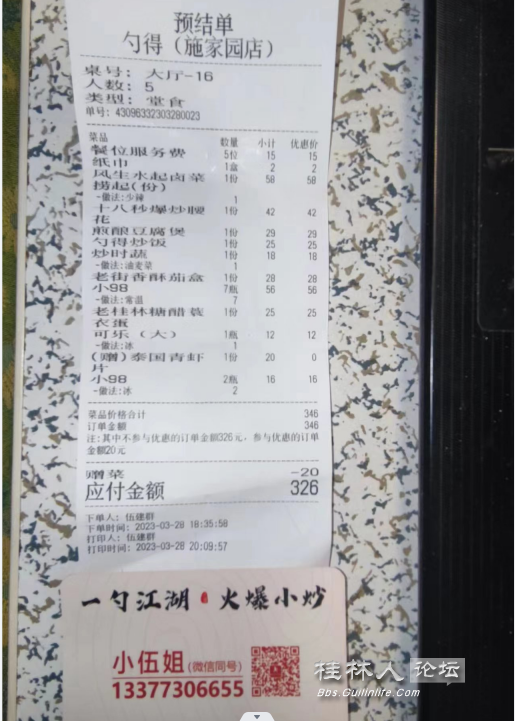 预结单
勺得（施家园店）
桌号： 大厅-16
人数： 5
类型： 堂食
单号: 43096332303280023
菜品 数量 小计 优惠价
餐位服务费 5位 15 15
纸巾 1盒 2 2
风生水起卤菜 1份 58 58
捞起(份)
-做法:少辣 1
十八秒爆炒腰 1份 42 42
花
煎酿豆腐煲 1份 29 29
勺得炒饭 1份 25 25
炒时蔬 1份 18 18
-做法:油麦菜 1
老街香酥茄盒 1份 28 28
小98 7瓶 56 56
-做法:常温 7
老桂林糖醋蓑 1份 25 25
衣蛋
可乐（大） 1瓶 12 12
-做法:冰 1
(赠)泰国青虾 1份 20 0
片
小98 2瓶 16 16
-做法:冰 2
菜品价格合计 346
订单金额 346
注:其中不参与优惠的订单金额326元，参与优惠的订单
金额20元
赠菜 -20
应付金额 326
下单人: 伍建群
下单时间: 2023-03-28 18:35:58
打印人: 伍建群
打印时间: 2023-03-28 20:09:57
一勺江湖 火爆小炒
小伍姐(微信同号)
13377306655
桂林人论坛
Bbs.Guilinlife.Com